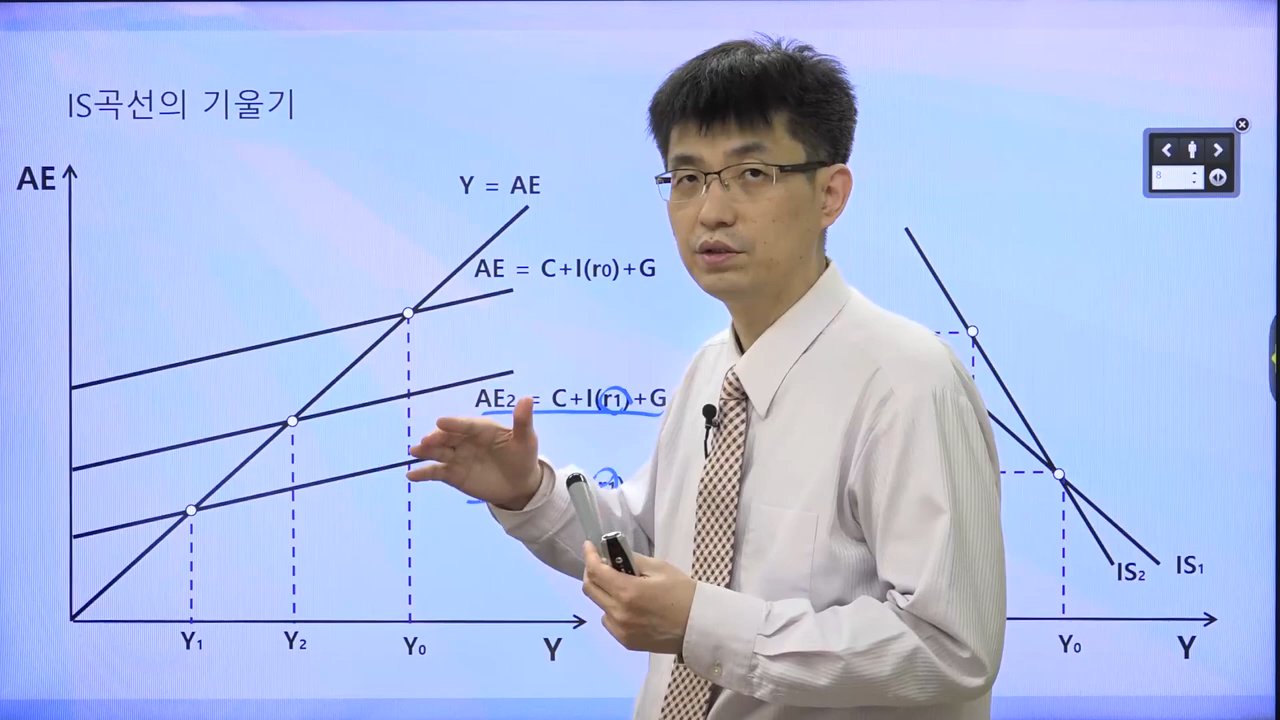 IS곡선의 기울기
AE
Y = AE
AE = C+I(r0)+G
AE2 = C+I(r1)+G
Y1
Y2
Y0
Y
IS2
IS1
Y0
Y
8